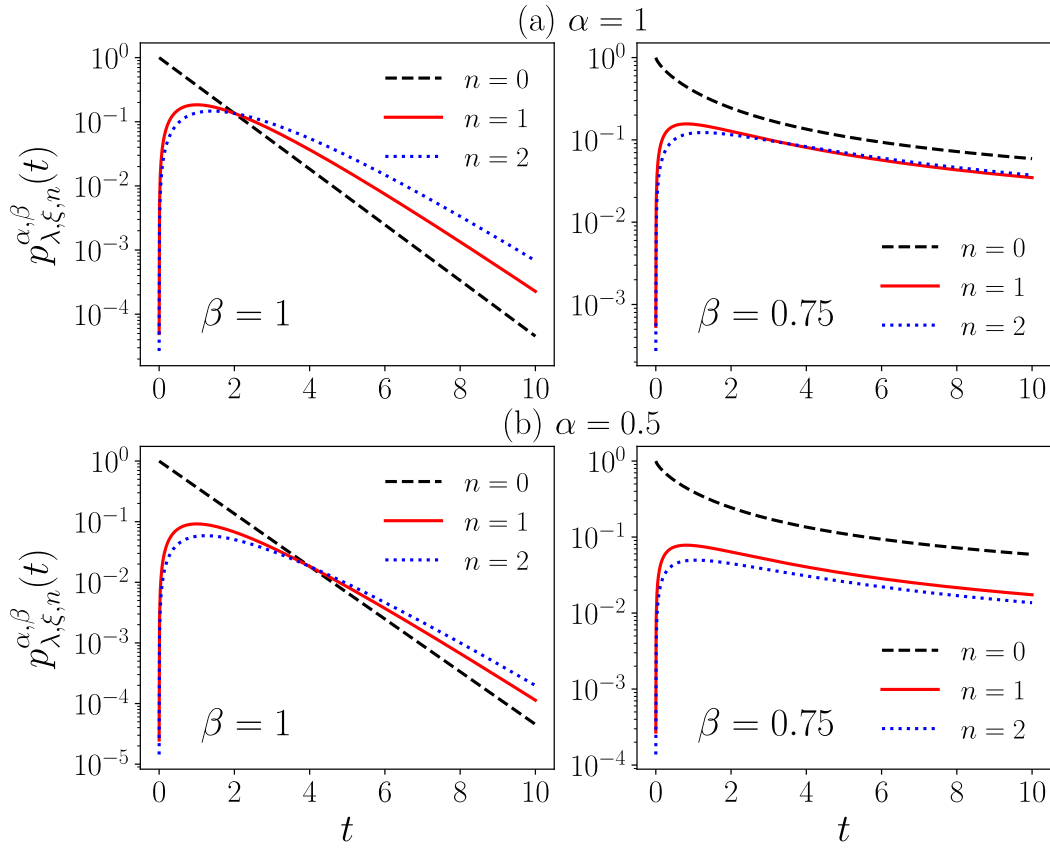 (a) α = 1
p^{α,β}_{λ,ξ,n}(t)
10^0
10^{-1}
10^{-2}
10^{-3}
10^{-4}
n = 0
n = 1
n = 2
β = 1
0 2 4 6 8 10
10^0
10^{-1}
10^{-2}
10^{-3}
n = 0
n = 1
n = 2
β = 0.75
0 2 4 6 8 10
(b) α = 0.5
p^{α,β}_{λ,ξ,n}(t)
10^0
10^{-1}
10^{-2}
10^{-3}
10^{-4}
10^{-5}
n = 0
n = 1
n = 2
β = 1
0 2 4 6 8 10
t
10^0
10^{-1}
10^{-2}
10^{-3}
10^{-4}
n = 0
n = 1
n = 2
β = 0.75
0 2 4 6 8 10
t